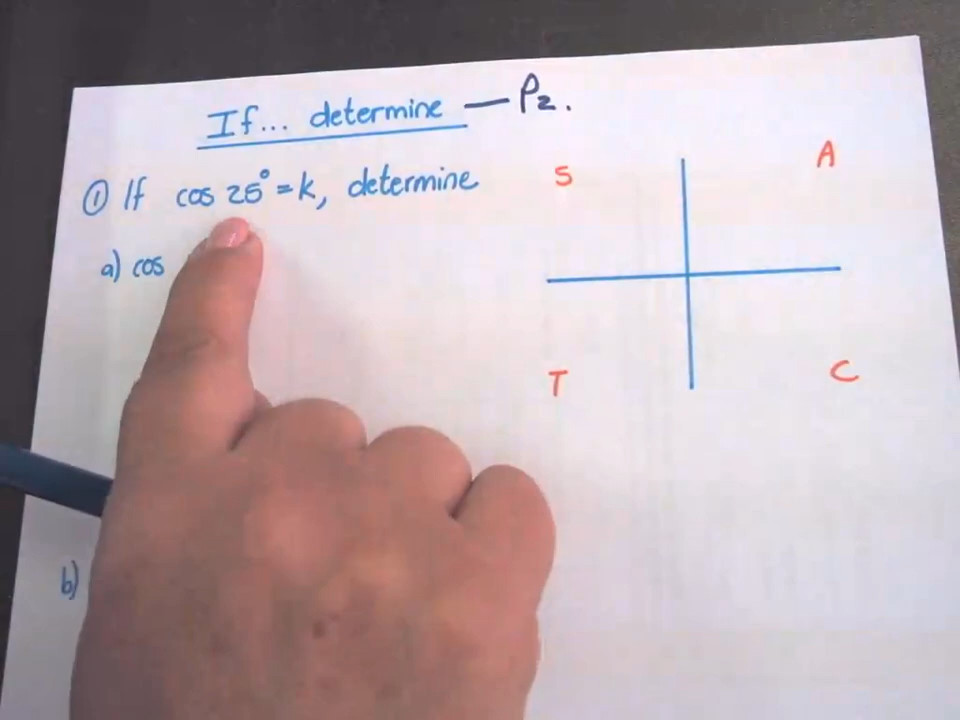 If... determine — P2.
① If cos 25° = k, determine
a) cos
b)
S
A
T
C